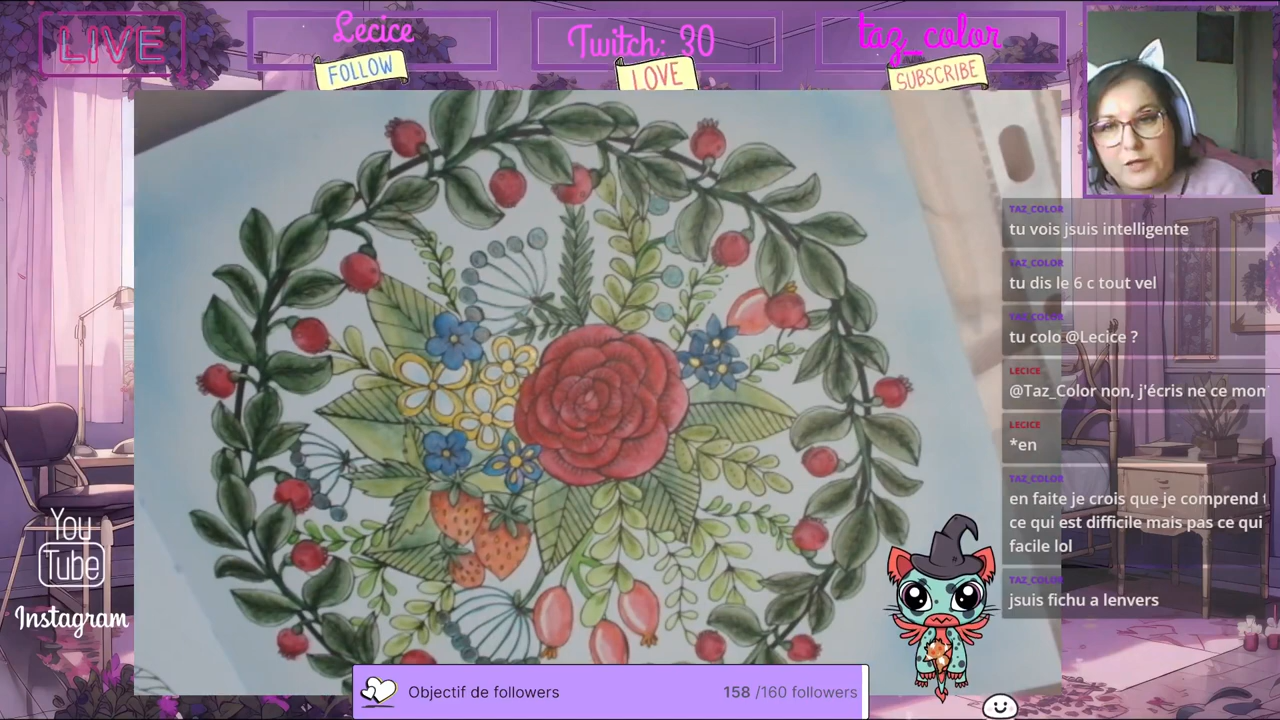 LIVE
Lecice
FOLLOW
Twitch: 30
LOVE
taz_color
SUBSCRIBE
TAZ_COLOR
tu vois jsuis intelligente
TAZ_COLOR
tu dis le 6 c tout vel
TAZ_COLOR
tu colo @Lecice ?
LECICE
@Taz_Color non, j'écris ne ce mom
LECICE
*en
TAZ_COLOR
en faite je crois que je comprend t
ce qui est difficile mais pas ce qui
facile lol
TAZ_COLOR
jsuis fichu a lenvers
You
Tube
Instagram
Objectif de followers
158 /160 followers